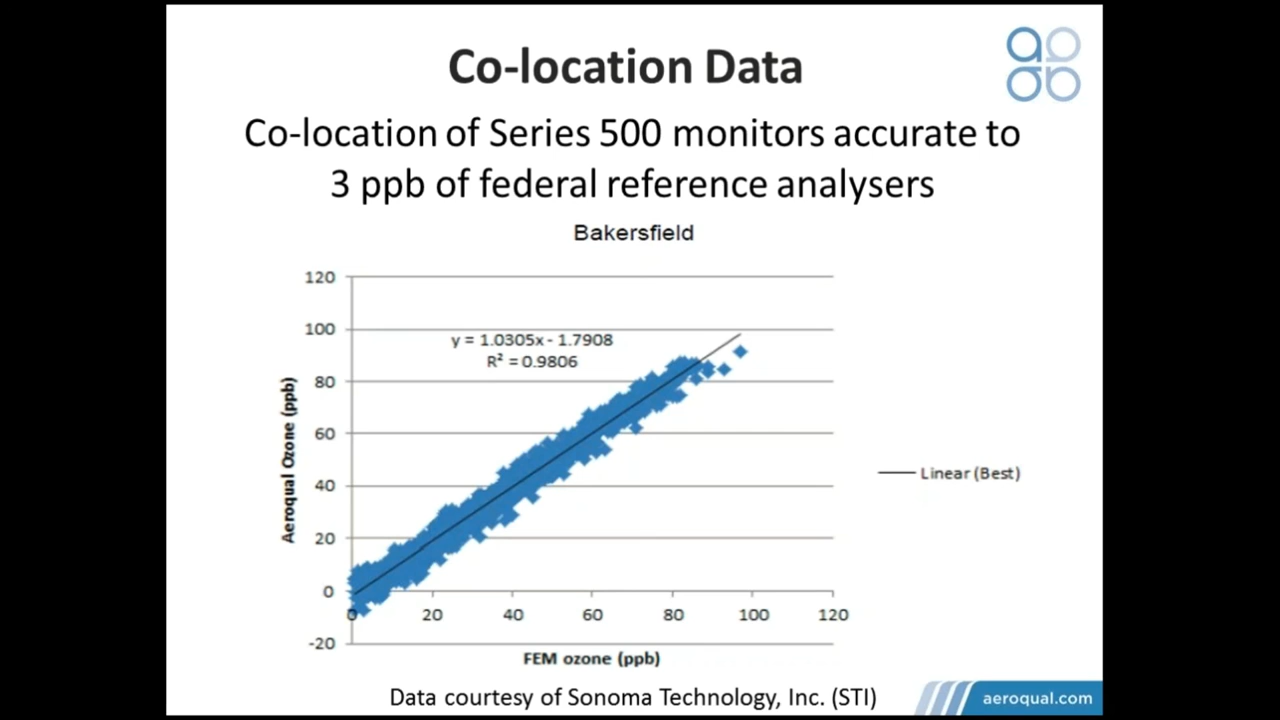 Co-location Data
Co-location of Series 500 monitors accurate to
3 ppb of federal reference analysers
Bakersfield
120
100
80
60
40
20
0
-20
y = 1.0305x - 1.7908
R² = 0.9806
Aeroqual Ozone (ppb)
Linear (Best)
0 20 40 60 80 100 120
FEM ozone (ppb)
Data courtesy of Sonoma Technology, Inc. (STI)
aeroqual.com